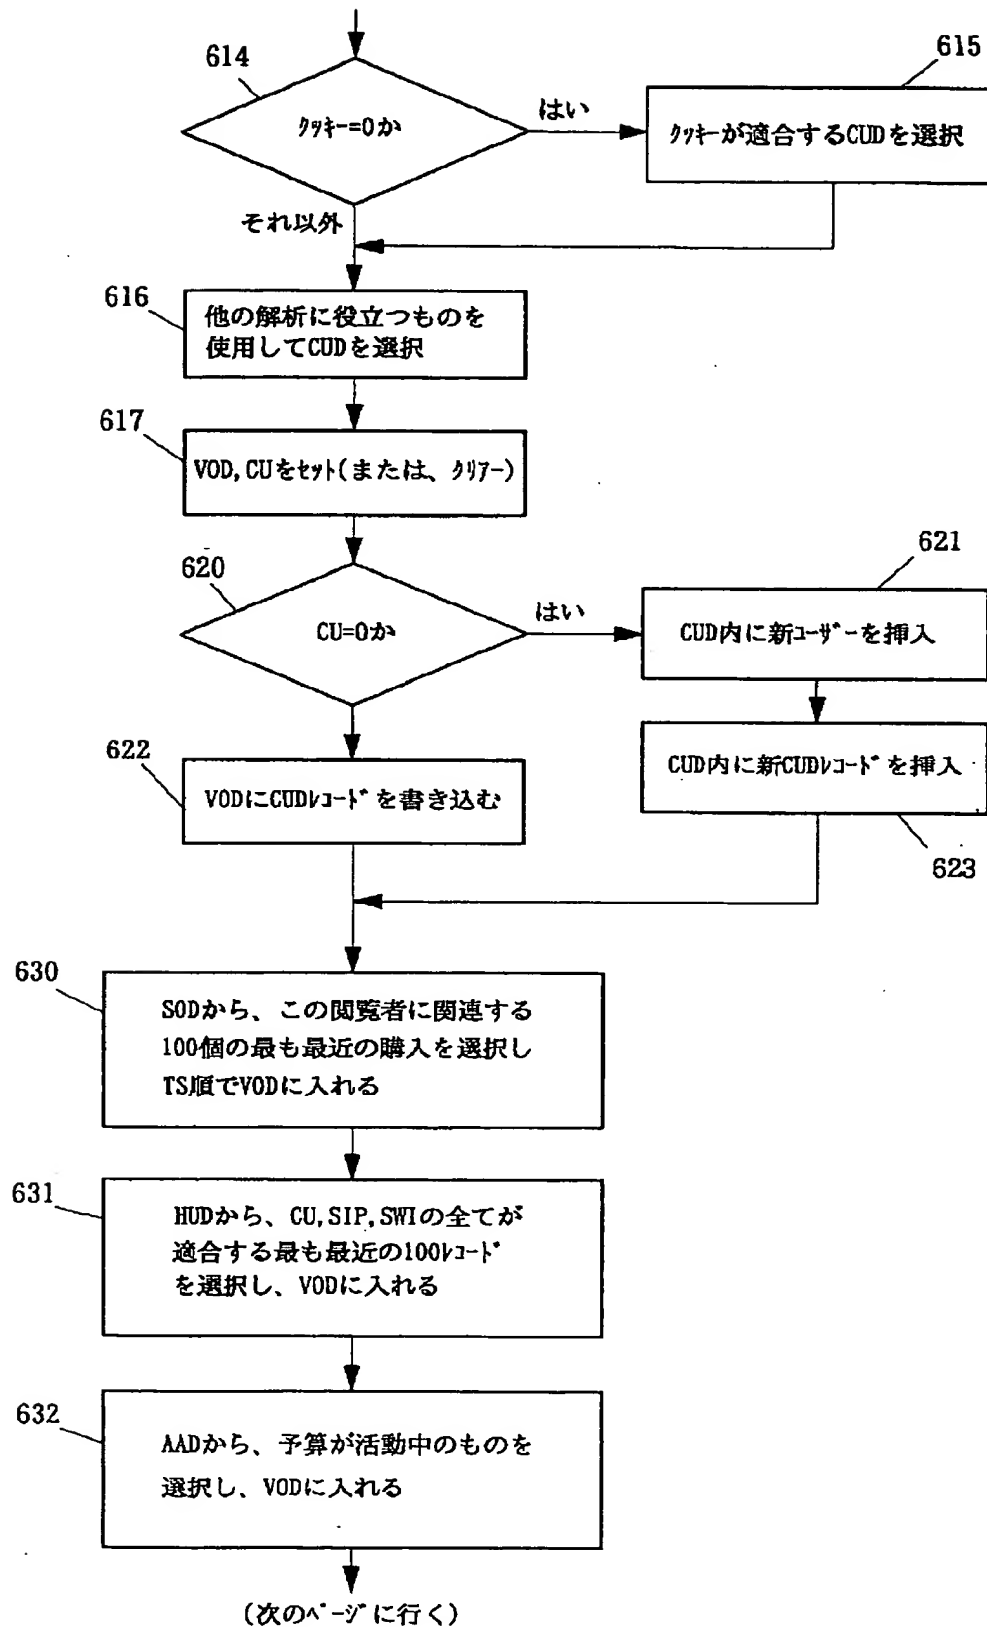 614
ｸｯｷｰ=0か
はい
615
ｸｯｷｰが適合するCUDを選択
それ以外
616
他の解析に役立つものを
使用してCUDを選択
617
VOD,CUをｾｯﾄ(または、ｸﾘｱｰ)
620
CU=0か
はい
621
CUD内に新ﾕｰｻﾞｰを挿入
622
VODにCUDﾚｺｰﾄﾞを書き込む
CUD内に新CUDﾚｺｰﾄﾞを挿入
623
630
SODから、この閲覧者に関連する
100個の最も最近の購入を選択し
TS順でVODに入れる
631
HUDから、CU,SIP,SWIの全てが
適合する最も最近の100ﾚｺｰﾄﾞ
を選択し、VODに入れる
632
AADから、予算が活動中のものを
選択し、VODに入れる
(次のﾍﾟｰｼﾞに行く)